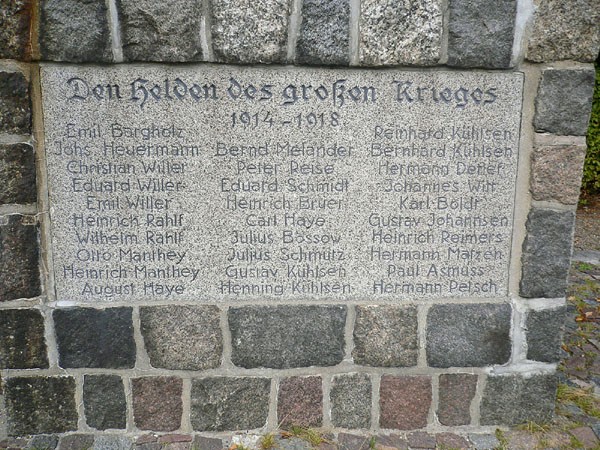 Den Helden des großen Krieges
1914-1918
Emil Bargholz
Johs. Heuermann
Christian Willer
Eduard Willer
Emil Willer
Heinrich Rahlf
Wilhelm Rahlf
Otto Manthey
Heinrich Manthey
August Haye
Bernd Melander
Peter Reise
Eduard Schmidt
Heinrich Bruer
Carl Haye
Julius Bossow
Julius Schmütz
Gustav Kühlsen
Henning Kühlsen
Reinhard Kühlsen
Bernhard Kühlsen
Hermann
Johannes Witt
Karl Boldt
Gustav Johannsen
Heinrich Reimers
Hermann Matzen
Paul Asmuss
Hermann Petsch